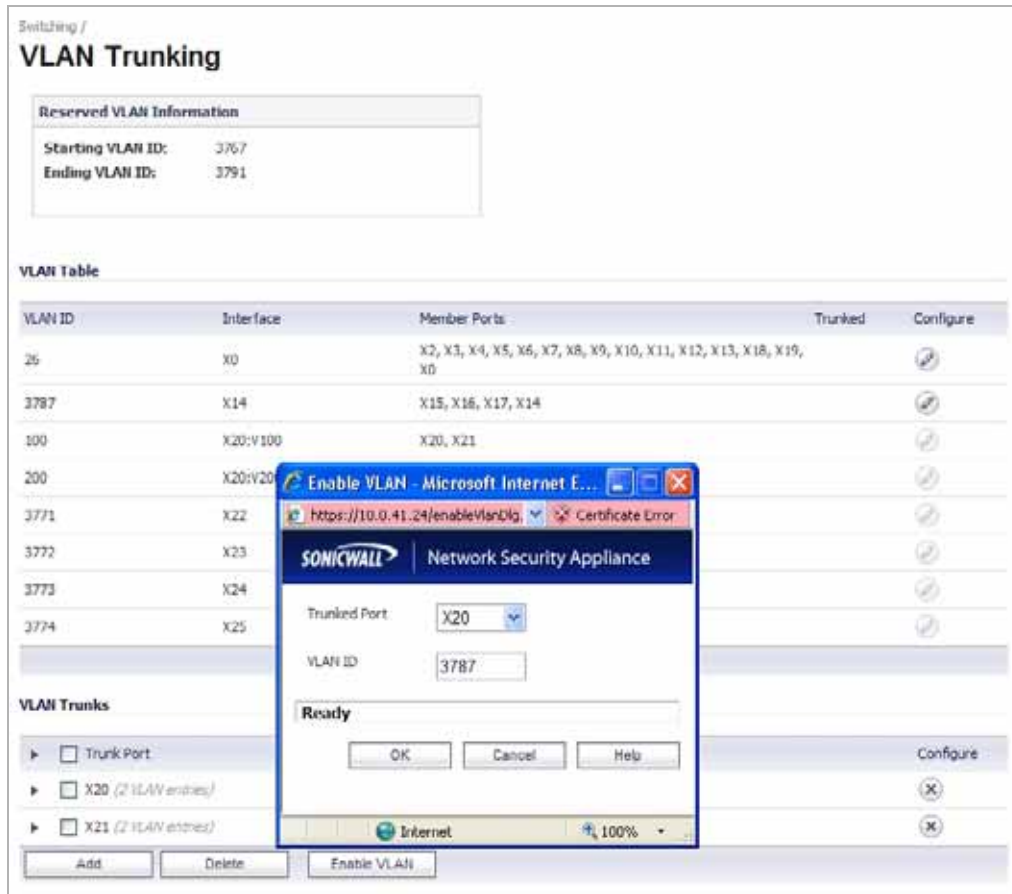 Switching /
VLAN Trunking
Reserved VLAN Information
Starting VLAN ID: 3767
Ending VLAN ID: 3791
VLAN Table
VLAN ID Interface Member Ports Trunked Configure
26 X0 X2, X3, X4, X5, X6, X7, X8, X9, X10, X11, X12, X13, X18, X19,
X0
3787 X14 X15, X16, X17, X14
100 X20:V100 X20, X21
200 X20:V20
3771 X22
3772 X23
3773 X24
3774 X25
Enable VLAN - Microsoft Internet E...
https://10.0.41.24/enableVlanDlg. Certificate Error
SONICWALL Network Security Appliance
Trunked Port X20
VLAN ID 3787
Ready
OK Cancel Help
Internet 100%
VLAN Trunks
Trunk Port Configure
X20 (2 VLAN entries)
X21 (2 VLAN entries)
Add Delete Enable VLAN